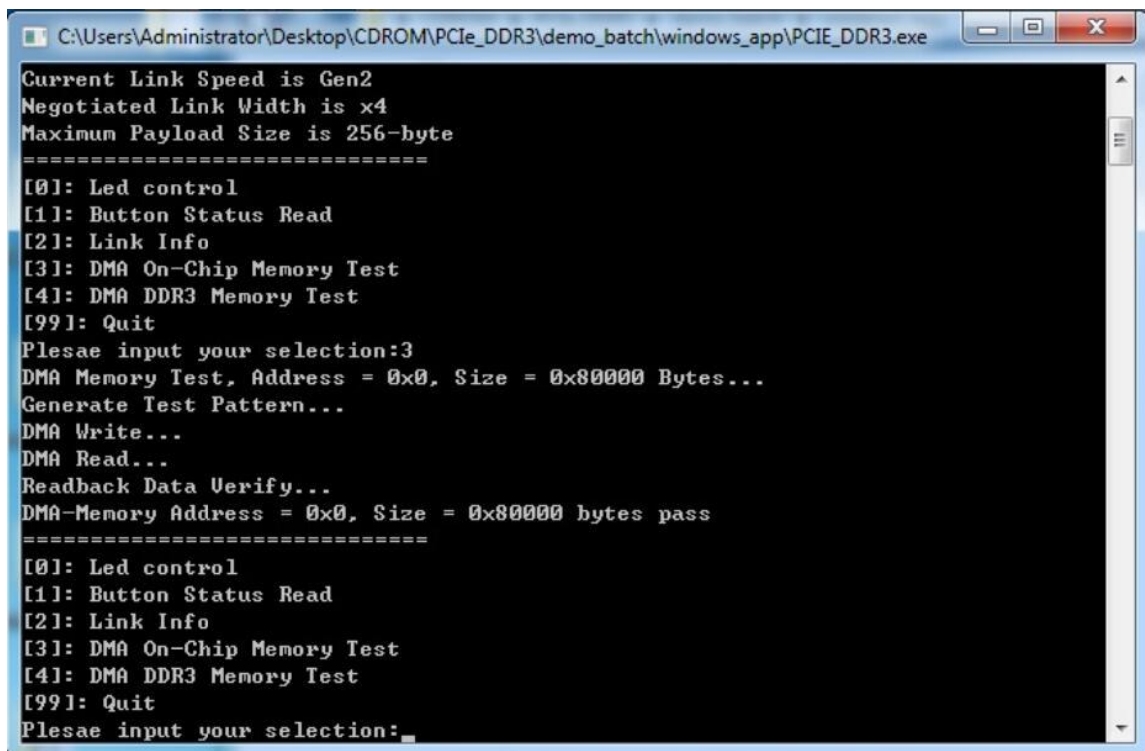 C:\Users\Administrator\Desktop\CDROM\PCIe_DDR3\demo_batch\windows_app\PCIE_DDR3.exe
Current Link Speed is Gen2
Negotiated Link Width is x4
Maximum Payload Size is 256-byte
==============================
[0]: Led control
[1]: Button Status Read
[2]: Link Info
[3]: DMA On-Chip Memory Test
[4]: DMA DDR3 Memory Test
[99]: Quit
Plesae input your selection:3
DMA Memory Test, Address = 0x0, Size = 0x80000 Bytes...
Generate Test Pattern...
DMA Write...
DMA Read...
Readback Data Verify...
DMA-Memory Address = 0x0, Size = 0x80000 bytes pass
==============================
[0]: Led control
[1]: Button Status Read
[2]: Link Info
[3]: DMA On-Chip Memory Test
[4]: DMA DDR3 Memory Test
[99]: Quit
Plesae input your selection:_